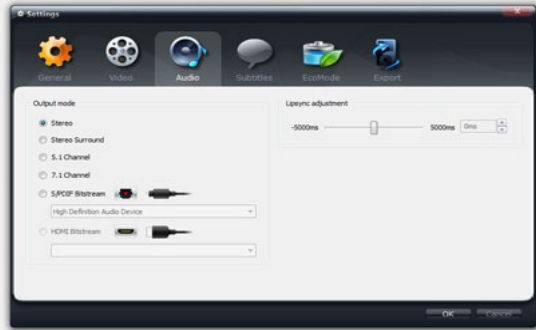 Settings
General
Video
Audio
Subtitles
EcoMode
Export
Output mode
Stereo
Stereo Surround
5.1 Channel
7.1 Channel
S/PDIF Bitstream
High Definition Audio Device
HDMI Bitstream
Lipsync adjustment
-5000ms
5000ms
0ms
OK
Cancel